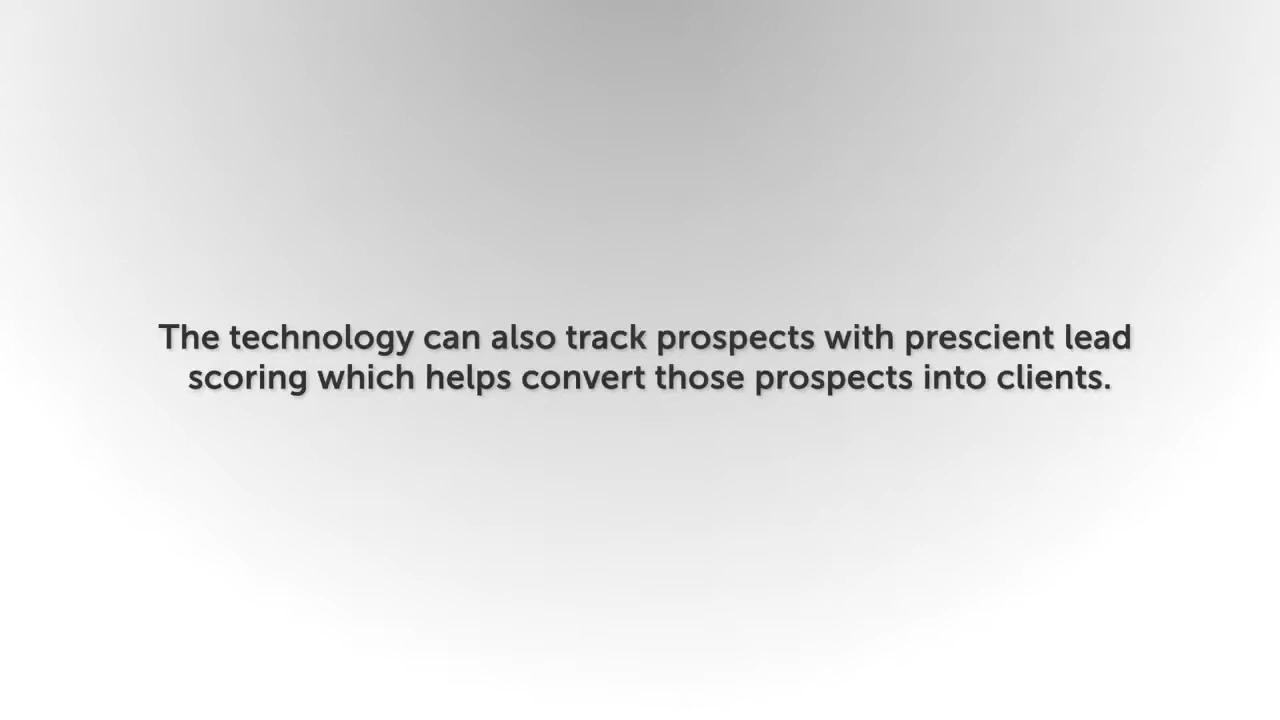 The technology can also track prospects with prescient lead
scoring which helps convert those prospects into clients.